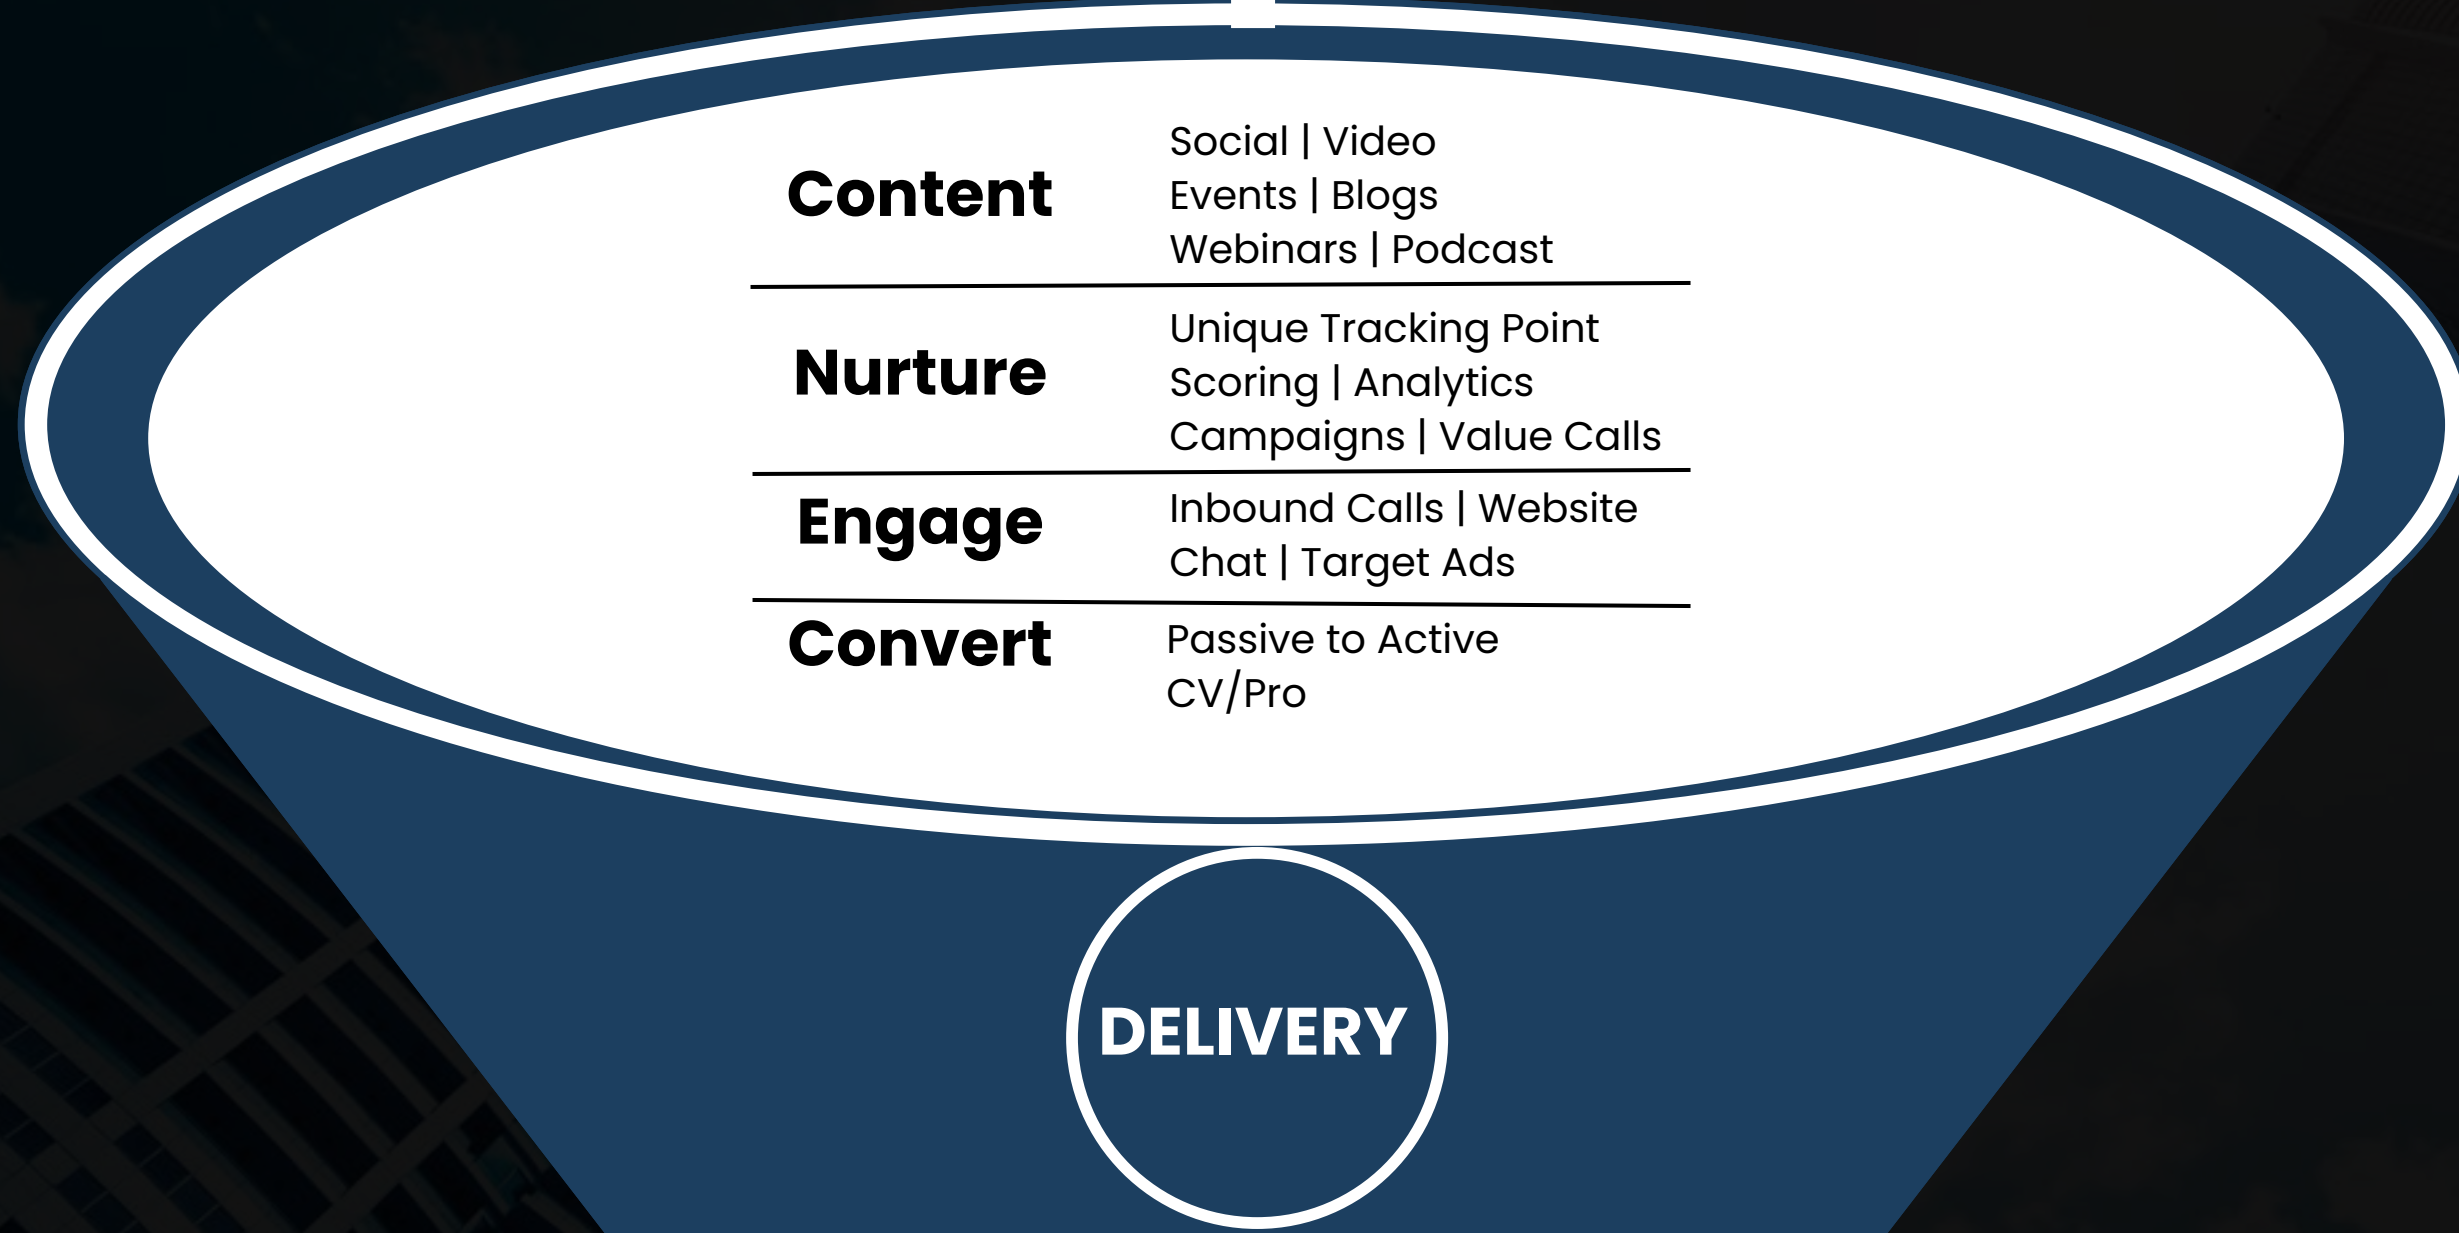 Content
Social | Video
Events | Blogs
Webinars | Podcast
Nurture
Unique Tracking Point
Scoring | Analytics
Campaigns | Value Calls
Engage
Inbound Calls | Website
Chat | Target Ads
Convert
Passive to Active
CV/Pro
DELIVERY